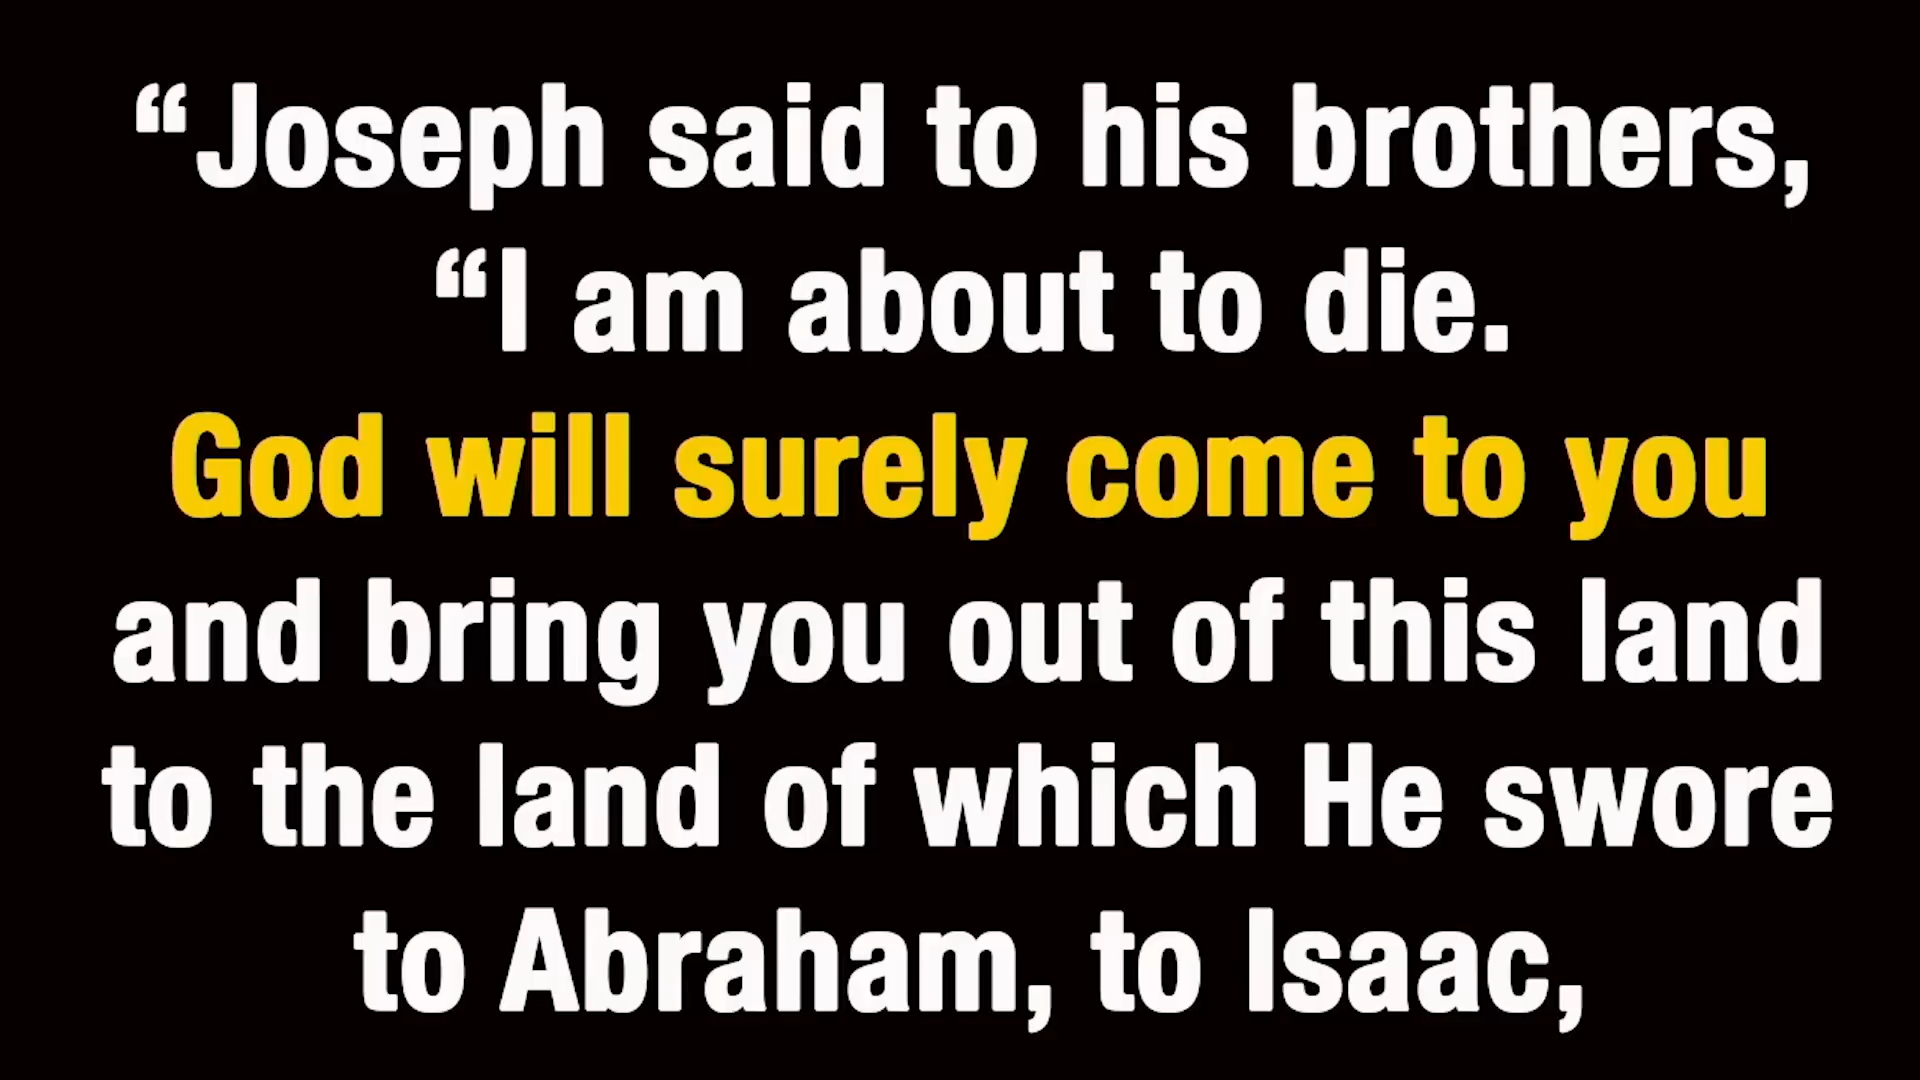 “Joseph said to his brothers,
“I am about to die.
God will surely come to you
and bring you out of this land
to the land of which He swore
to Abraham, to Isaac,